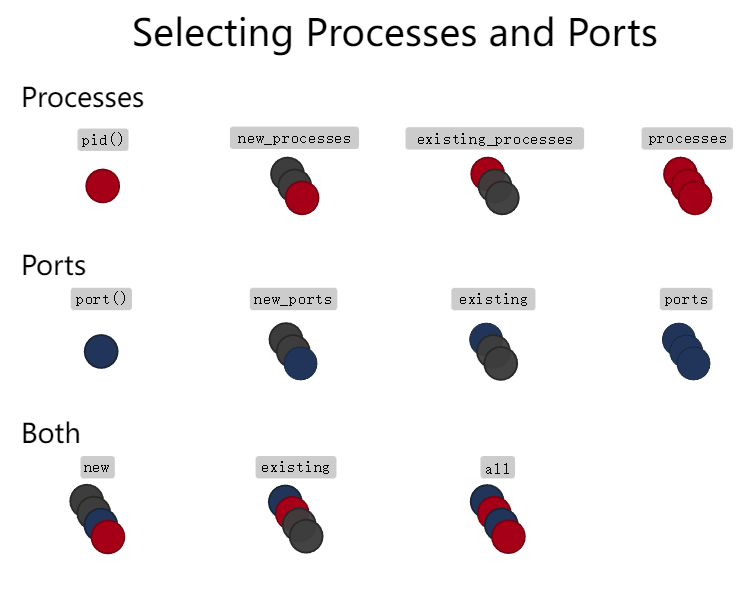 Selecting Processes and Ports
Processes
pid() new_processes existing_processes processes
Ports
port() new_ports existing ports
Both
new existing all